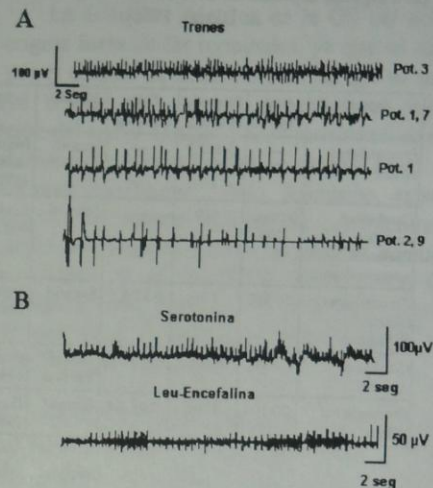 A
Trenes
100 µV
2 Seg
Pot. 3
Pot. 1, 7
Pot. 1
Pot. 2, 9
B
Serotonina
100µV
2 seg
Leu-Encefalina
50 µV
2 seg